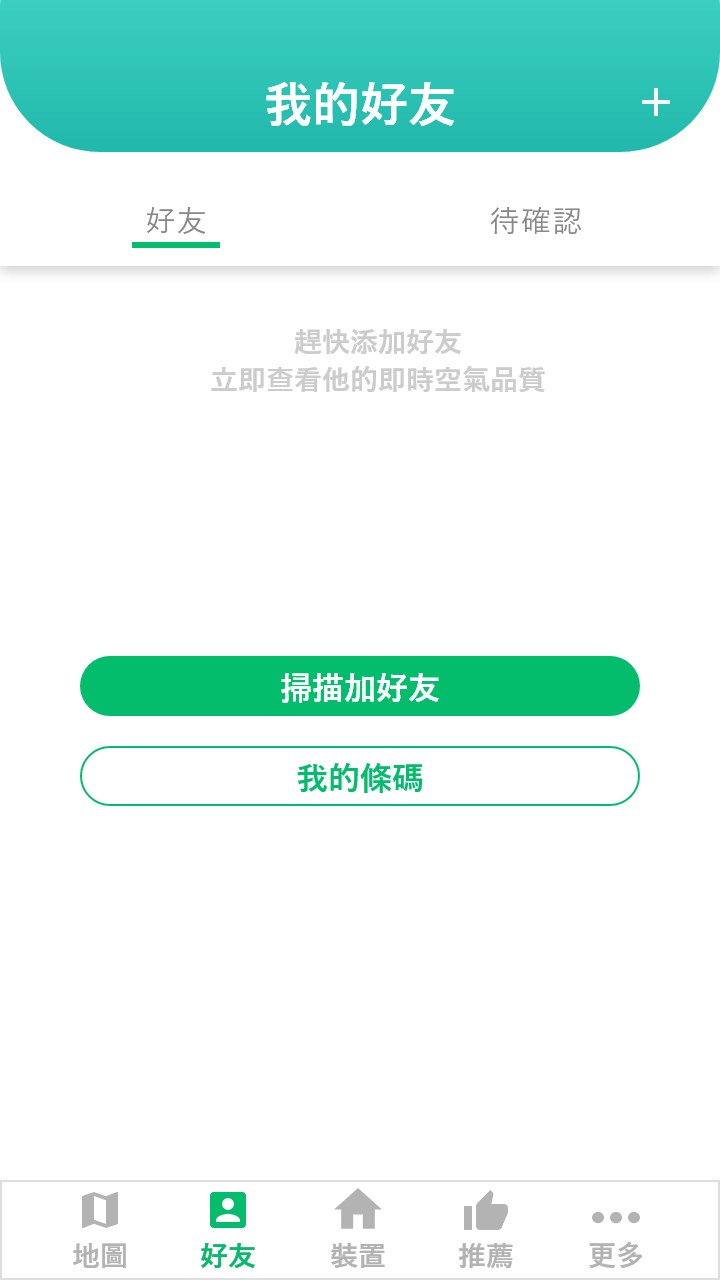 我的好友
好友
待確認
趕快添加好友
立即查看他的即時空氣品質
掃描加好友
我的條碼
地圖
好友
裝置
推薦
更多